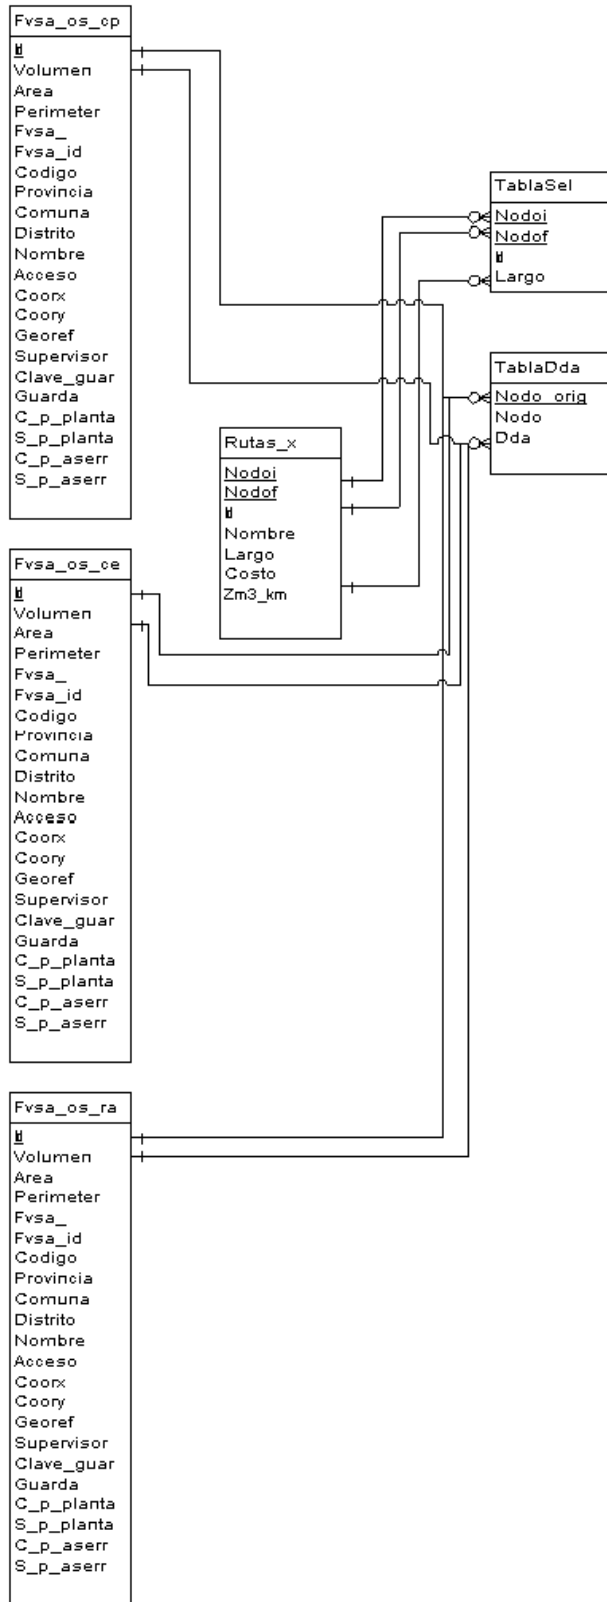 Fvsa_os_cp
Id
Volumen
Area
Perimeter
Fvsa_
Fvsa_id
Codigo
Provincia
Comuna
Distrito
Nombre
Acceso
Coorx
Coory
Georef
Supervisor
Clave_guar
Guarda
C_p_planta
S_p_planta
C_p_aserr
S_p_aserr
TablaSel
Nodoi
Nodof
Id
Largo
TablaDda
Nodo_orig
Nodo
Dda
Rutas_x
Nodoi
Nodof
Id
Nombre
Largo
Costo
Zm3_km
Fvsa_os_ce
Id
Volumen
Area
Perimeter
Fvsa_
Fvsa_id
Codigo
Provincia
Comuna
Distrito
Nombre
Acceso
Coorx
Coory
Georef
Supervisor
Clave_guar
Guarda
C_p_planta
S_p_planta
C_p_aserr
S_p_aserr
Fvsa_os_ra
Id
Volumen
Area
Perimeter
Fvsa_
Fvsa_id
Codigo
Provincia
Comuna
Distrito
Nombre
Acceso
Coorx
Coory
Georef
Supervisor
Clave_guar
Guarda
C_p_planta
S_p_planta
C_p_aserr
S_p_aserr